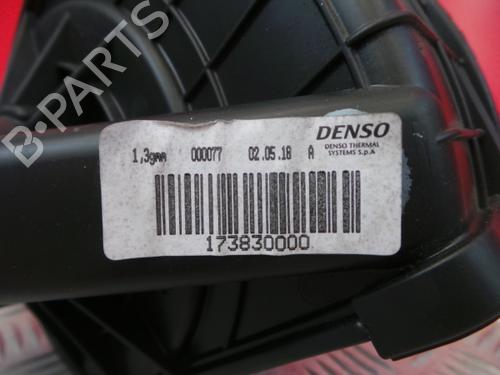 B-PARTS
1,3gmm 000077 02.05.18 A DENSO
DENSO THERMAL
SYSTEMS S.p.A
173830000